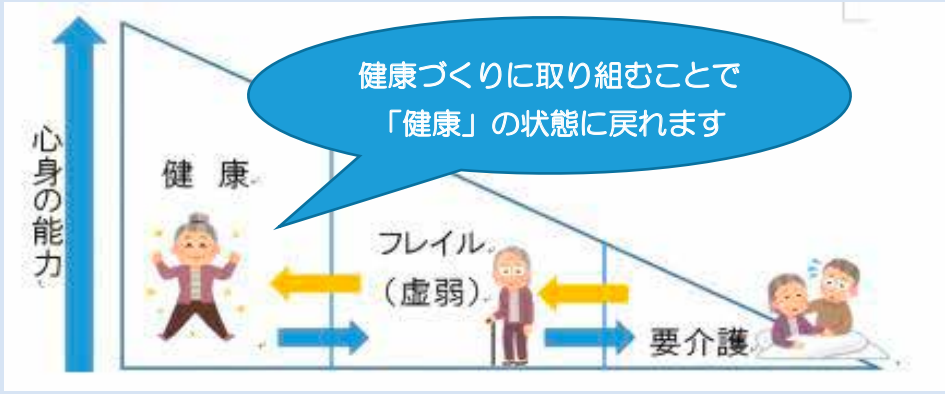 健康づくりに取り組むことで
「健康」の状態に戻れます
心身の能力
健 康
フレイル
（虚弱）
要介護